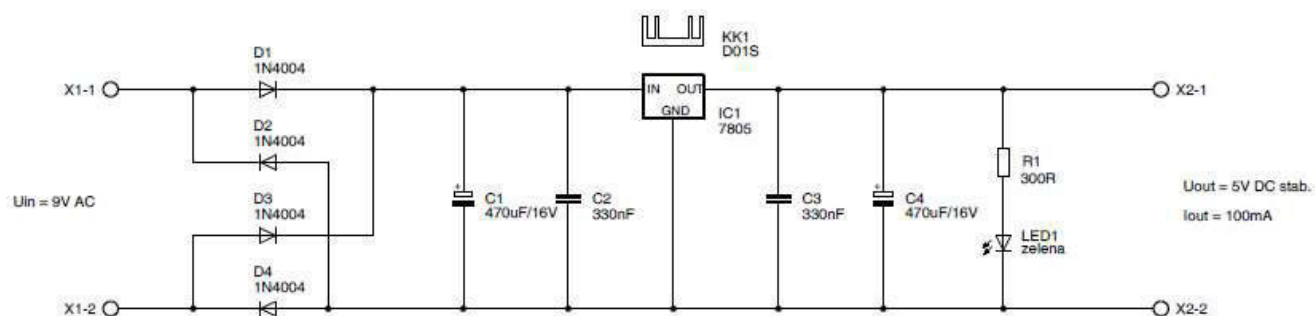 KK1
D01S
D1
1N4004
X1-1
IN OUT
GND
IC1
7805
X2-1
D2
1N4004
R1
300R
Uin = 9V AC
D3
1N4004
+
C1
470uF/16V
C2
330nF
C3
330nF
+
C4
470uF/16V
Uout = 5V DC stab.
Iout = 100mA
LED1
zelena
D4
1N4004
X1-2
X2-2